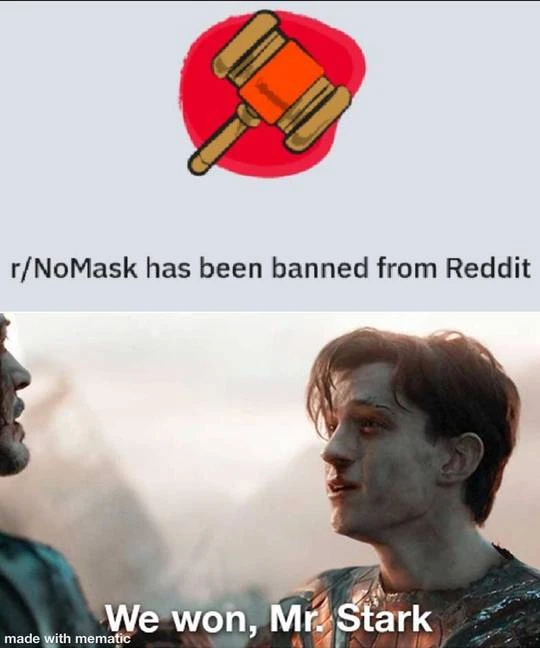 r/NoMask has been banned from Reddit
We won, Mr. Stark
made with mematic